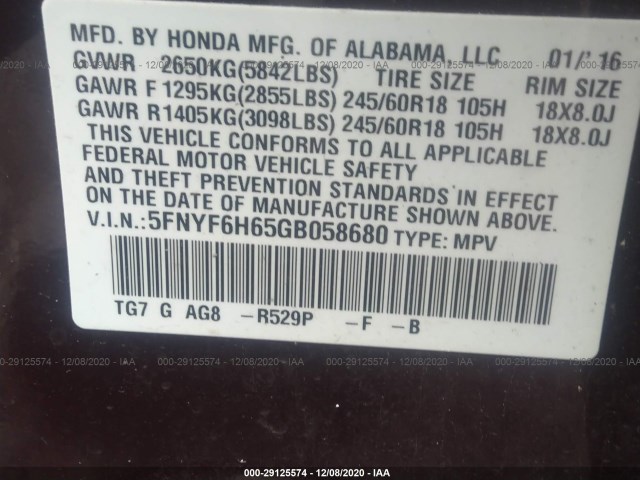 MFD. BY HONDA MFG. OF ALABAMA, LLC 01/'16
GVWR 2650KG(5842LBS) TIRE SIZE RIM SIZE
GAWR F 1295KG(2855LBS) 245/60R18 105H 18X8.0J
GAWR R1405KG(3098LBS) 245/60R18 105H 18X8.0J
THIS VEHICLE CONFORMS TO ALL APPLICABLE
FEDERAL MOTOR VEHICLE SAFETY
AND THEFT PREVENTION STANDARDS IN EFFECT
ON THE DATE OF MANUFACTURE SHOWN ABOVE.
V.I.N.:5FNYF6H65GB058680 TYPE: MPV
TG7 G AG8 -R529P -F -B
000-29125574 - 12/08/2020 - IAA